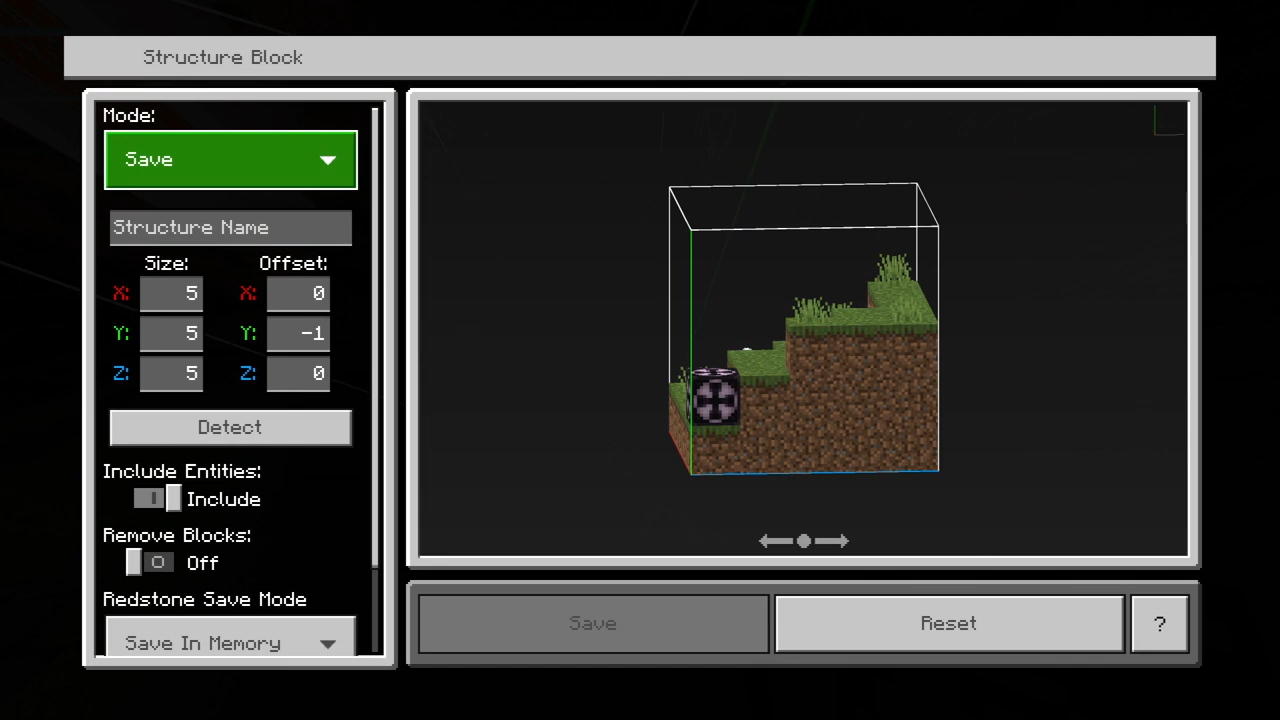 Structure Block
Mode:
Save
Structure Name
Size: Offset:
X: 5 X: 0
Y: 5 Y: -1
Z: 5 Z: 0
Detect
Include Entities:
Include
Remove Blocks:
Off
Redstone Save Mode
Save In Memory
Save Reset ?